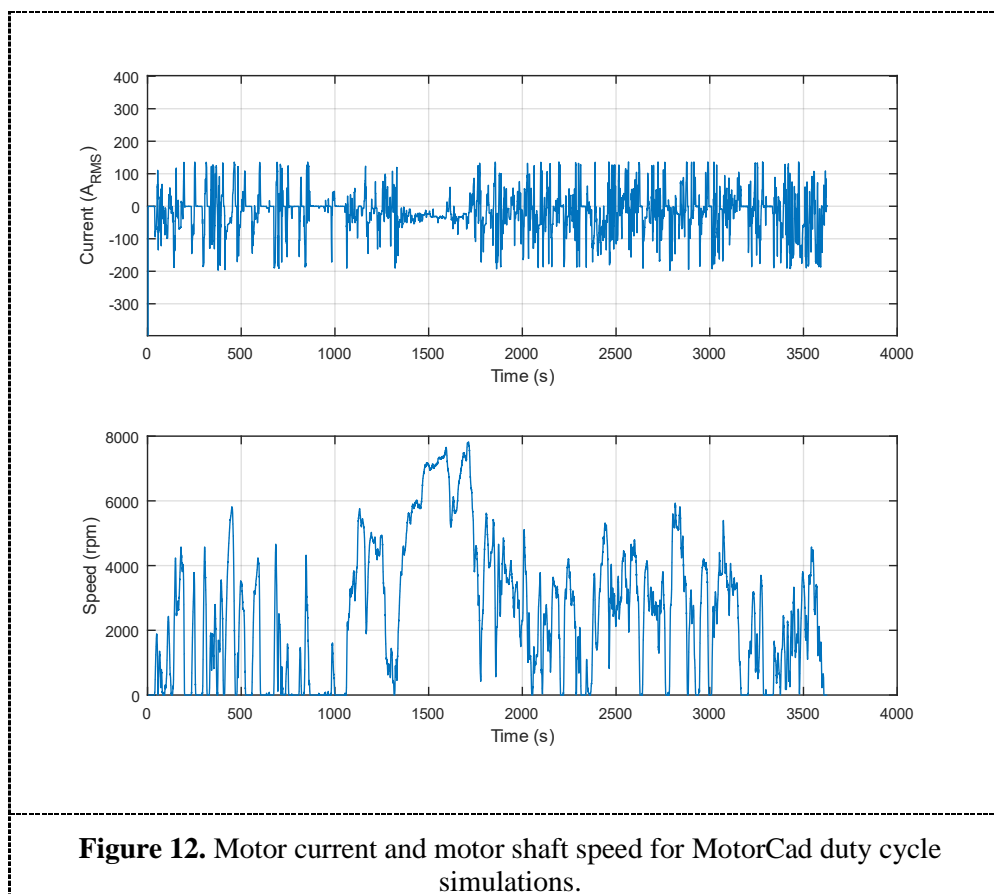 400
300
200
100
0
-100
-200
-300
Current (A_RMS)
0 500 1000 1500 2000 2500 3000 3500 4000
Time (s)
8000
6000
4000
2000
0
Speed (rpm)
0 500 1000 1500 2000 2500 3000 3500 4000
Time (s)
Figure 12. Motor current and motor shaft speed for MotorCad duty cycle
simulations.